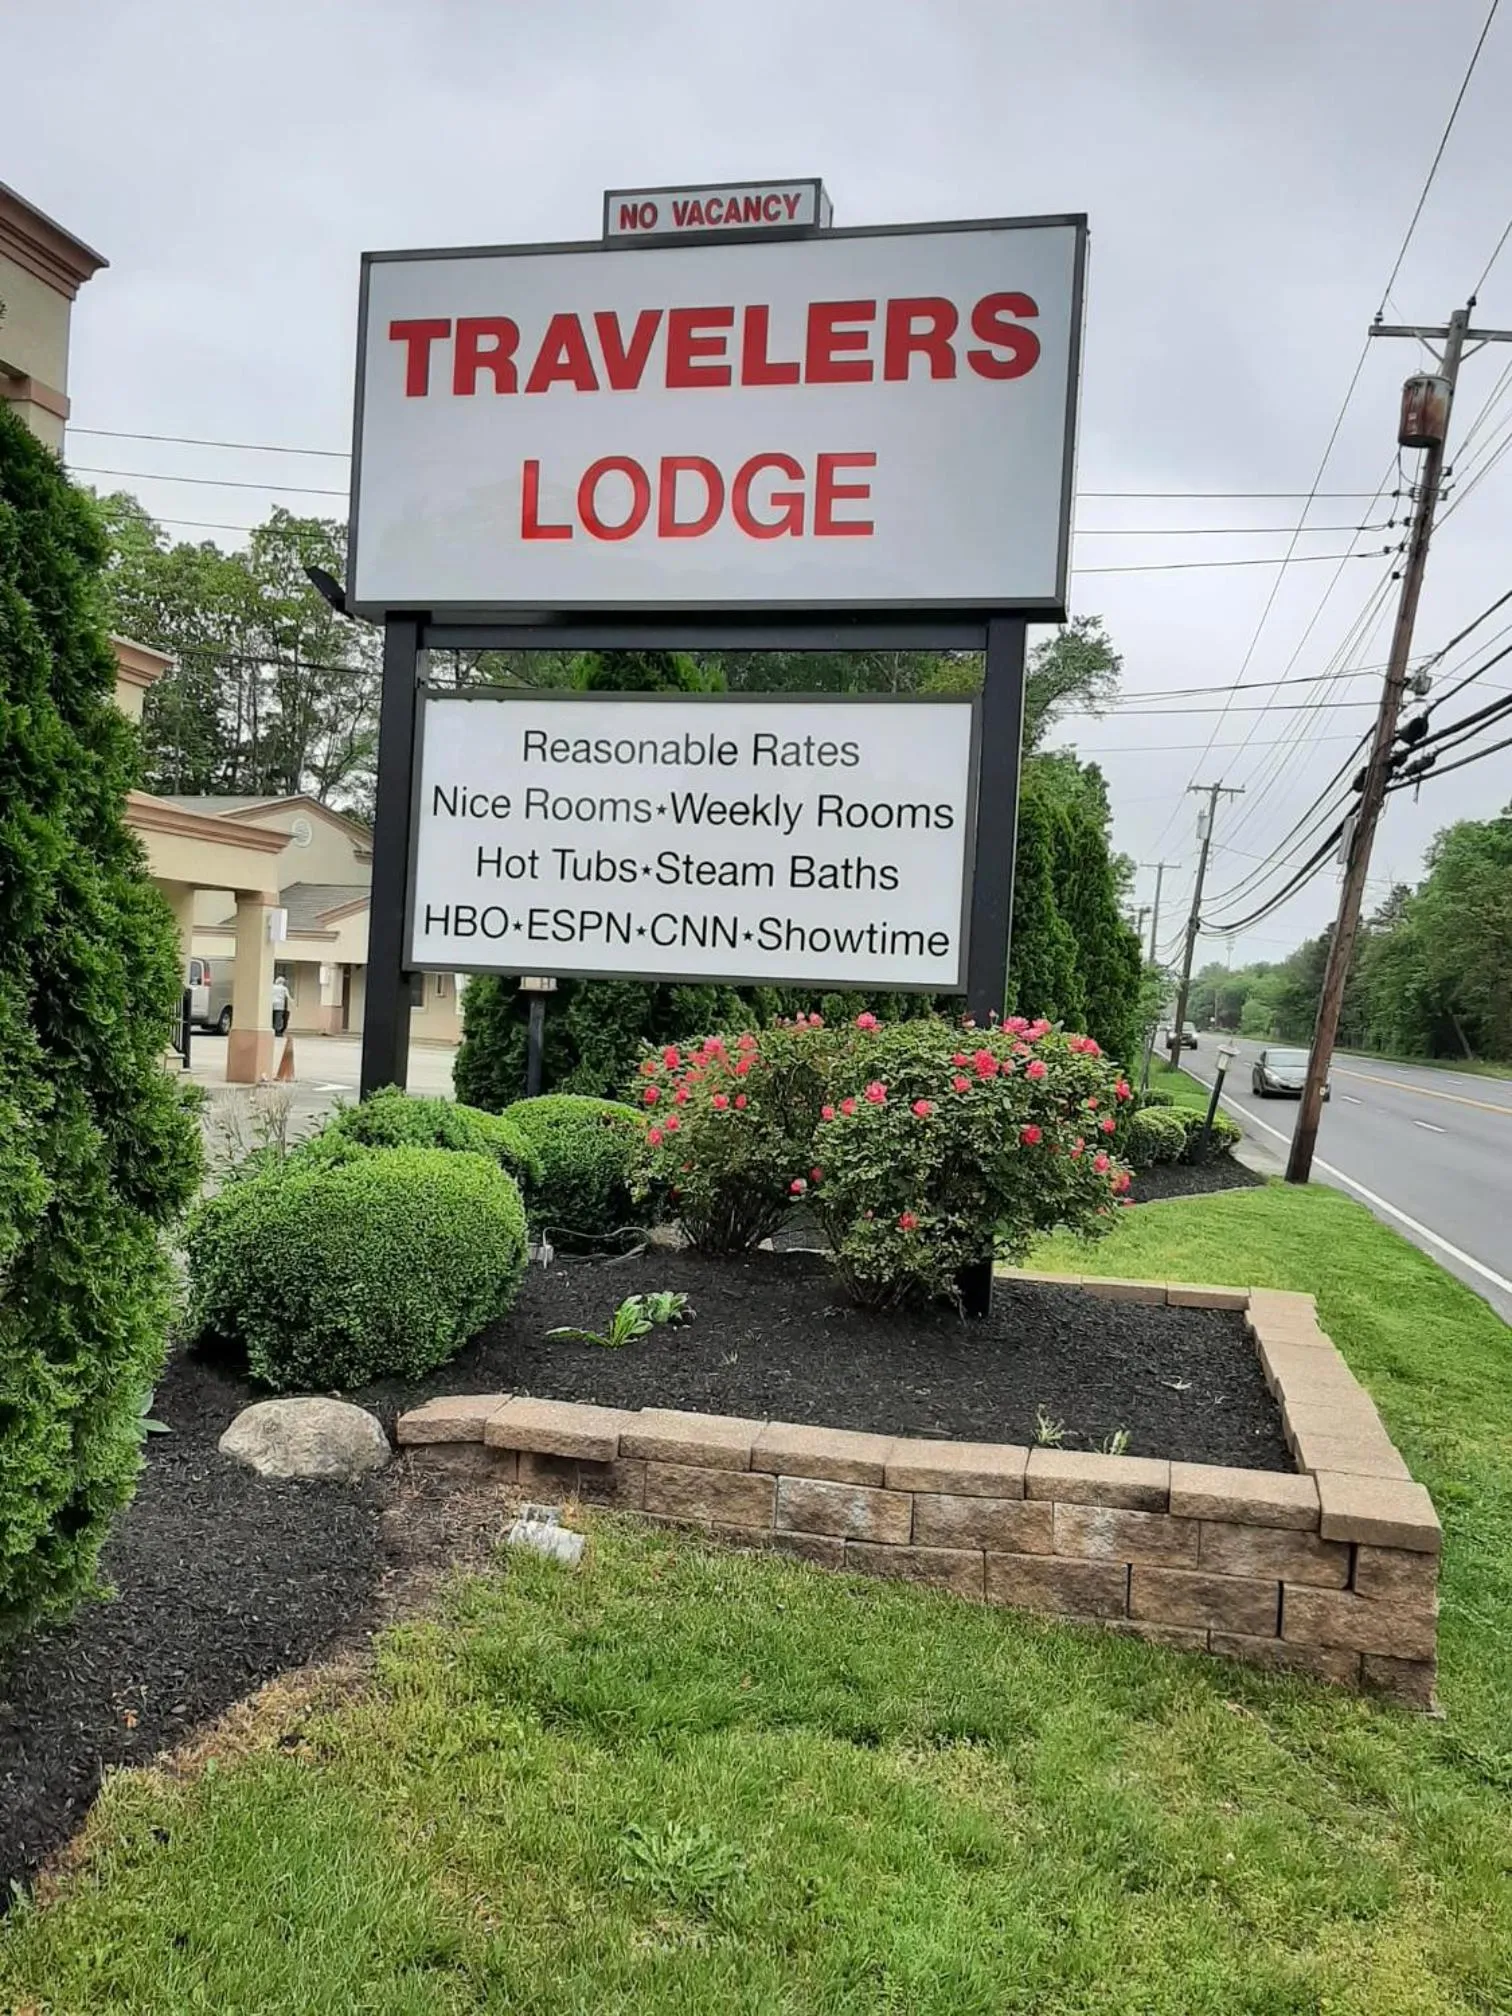 NO VACANCY
TRAVELERS
LODGE
Reasonable Rates
Nice Rooms⋆Weekly Rooms
Hot Tubs⋆Steam Baths
HBO⋆ESPN⋆CNN⋆Showtime